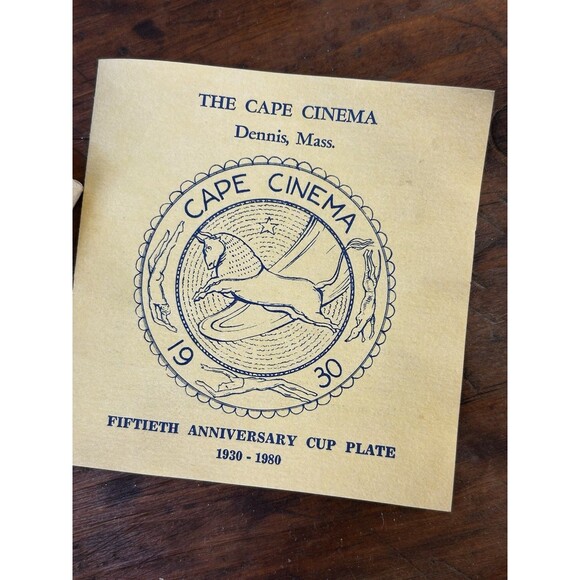 THE CAPE CINEMA
Dennis, Mass.
CAPE CINEMA
19 30
FIFTIETH ANNIVERSARY CUP PLATE
1930 - 1980